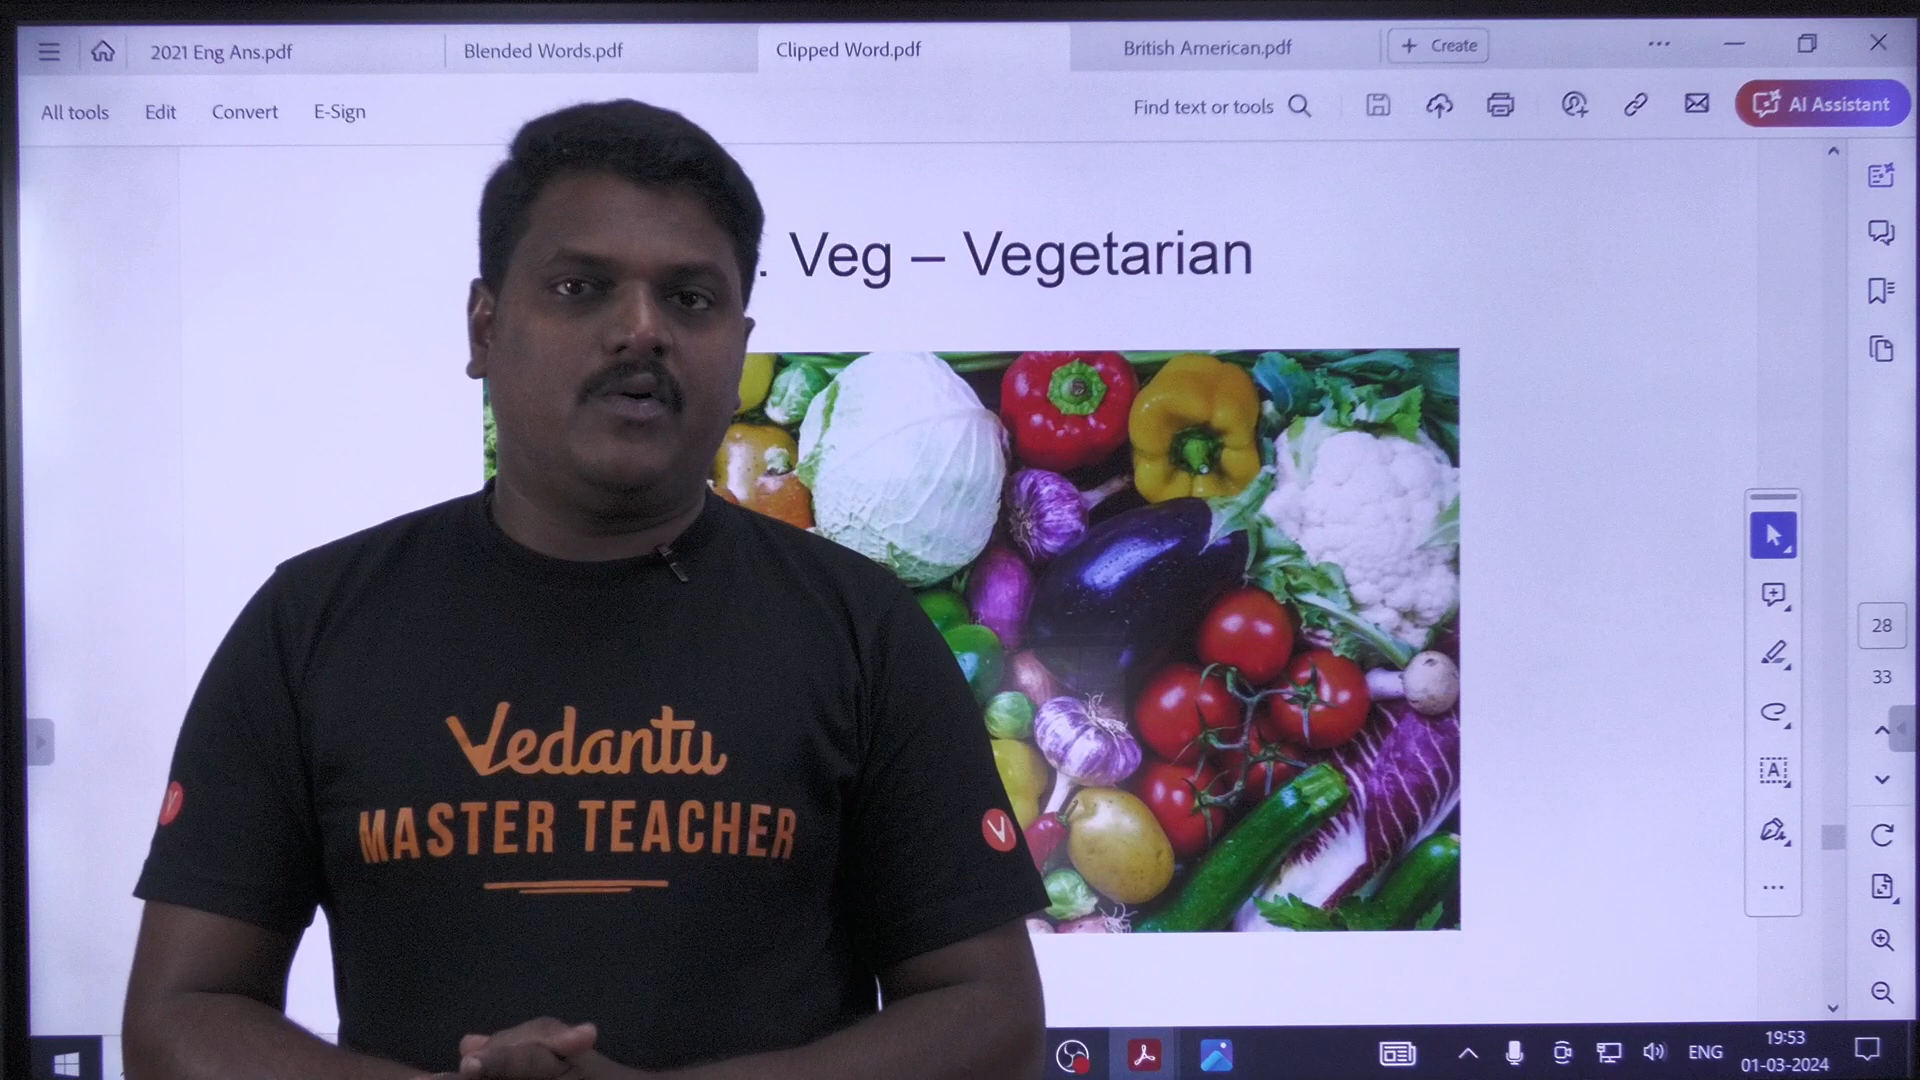 2021 Eng Ans.pdf
Blended Words.pdf
Clipped Word.pdf
British American.pdf
+ Create
All tools
Edit
Convert
E-Sign
Find text or tools
AI Assistant
. Veg – Vegetarian
28
33
Vedantu
MASTER TEACHER
ENG
19:53
01-03-2024